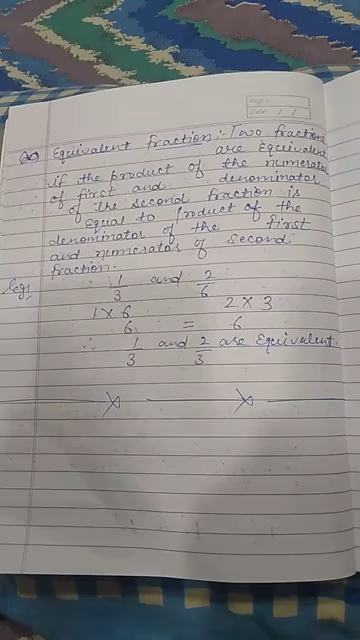 Page:
Date: / /
Equivalent fraction:- Two fractions
are equivalent
if the product of the numerator
of first and denominator
of the second fraction is
equal to Product of the
denominator of the first
and numerator of second
fraction.
eg 1/3 and 2/6
1 × 6 2 × 3
6 = 6
∴ 1/3 and 2/3 are Equivalent.